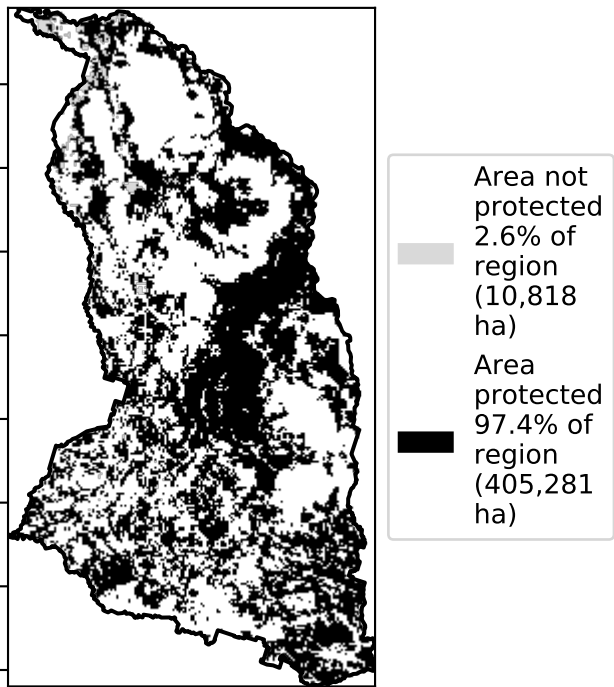 Area not
protected
2.6% of
region
(10,818
ha)
Area
protected
97.4% of
region
(405,281
ha)